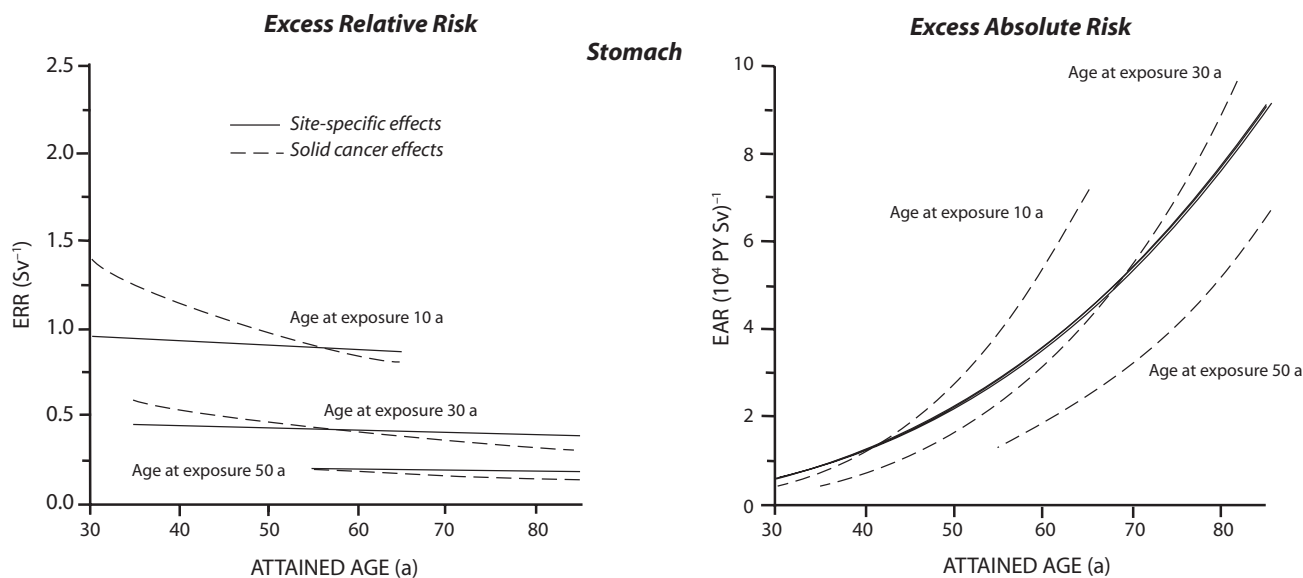 Excess Relative Risk
Excess Absolute Risk
Stomach
2.5
2.0
1.5
1.0
0.5
0.0
ERR (Sv⁻¹)
Site-specific effects
Solid cancer effects
Age at exposure 10 a
Age at exposure 30 a
Age at exposure 50 a
30 40 50 60 70 80
ATTAINED AGE (a)
10
8
6
4
2
0
EAR (10⁴ PY Sv)⁻¹
Age at exposure 30 a
Age at exposure 10 a
Age at exposure 50 a
30 40 50 60 70 80
ATTAINED AGE (a)